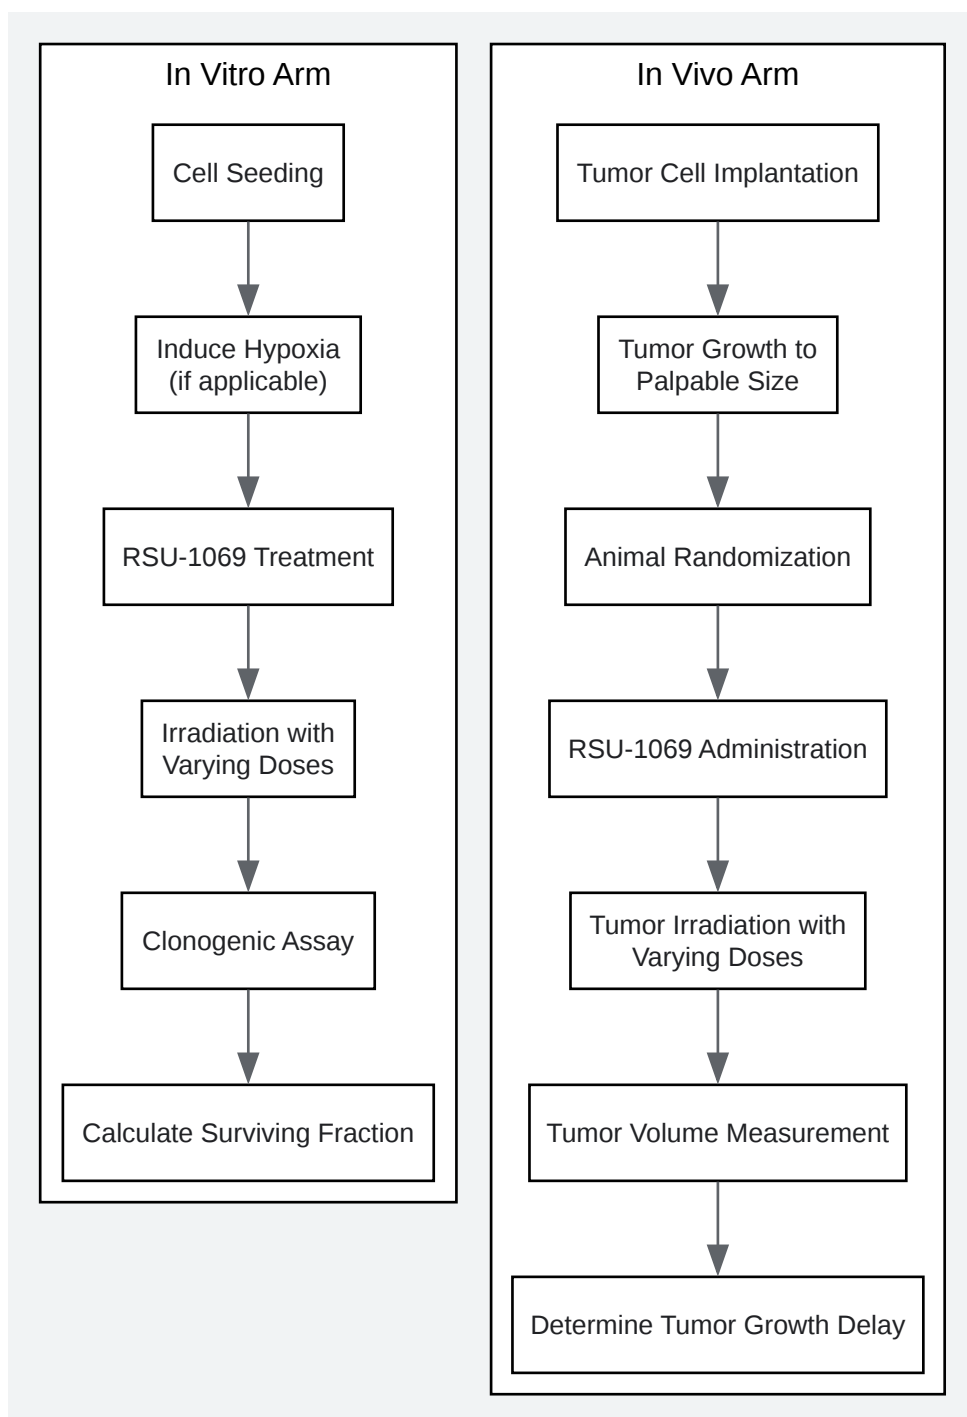 In Vitro Arm
Cell Seeding
Induce Hypoxia
(if applicable)
RSU-1069 Treatment
Irradiation with
Varying Doses
Clonogenic Assay
Calculate Surviving Fraction
In Vivo Arm
Tumor Cell Implantation
Tumor Growth to
Palpable Size
Animal Randomization
RSU-1069 Administration
Tumor Irradiation with
Varying Doses
Tumor Volume Measurement
Determine Tumor Growth Delay